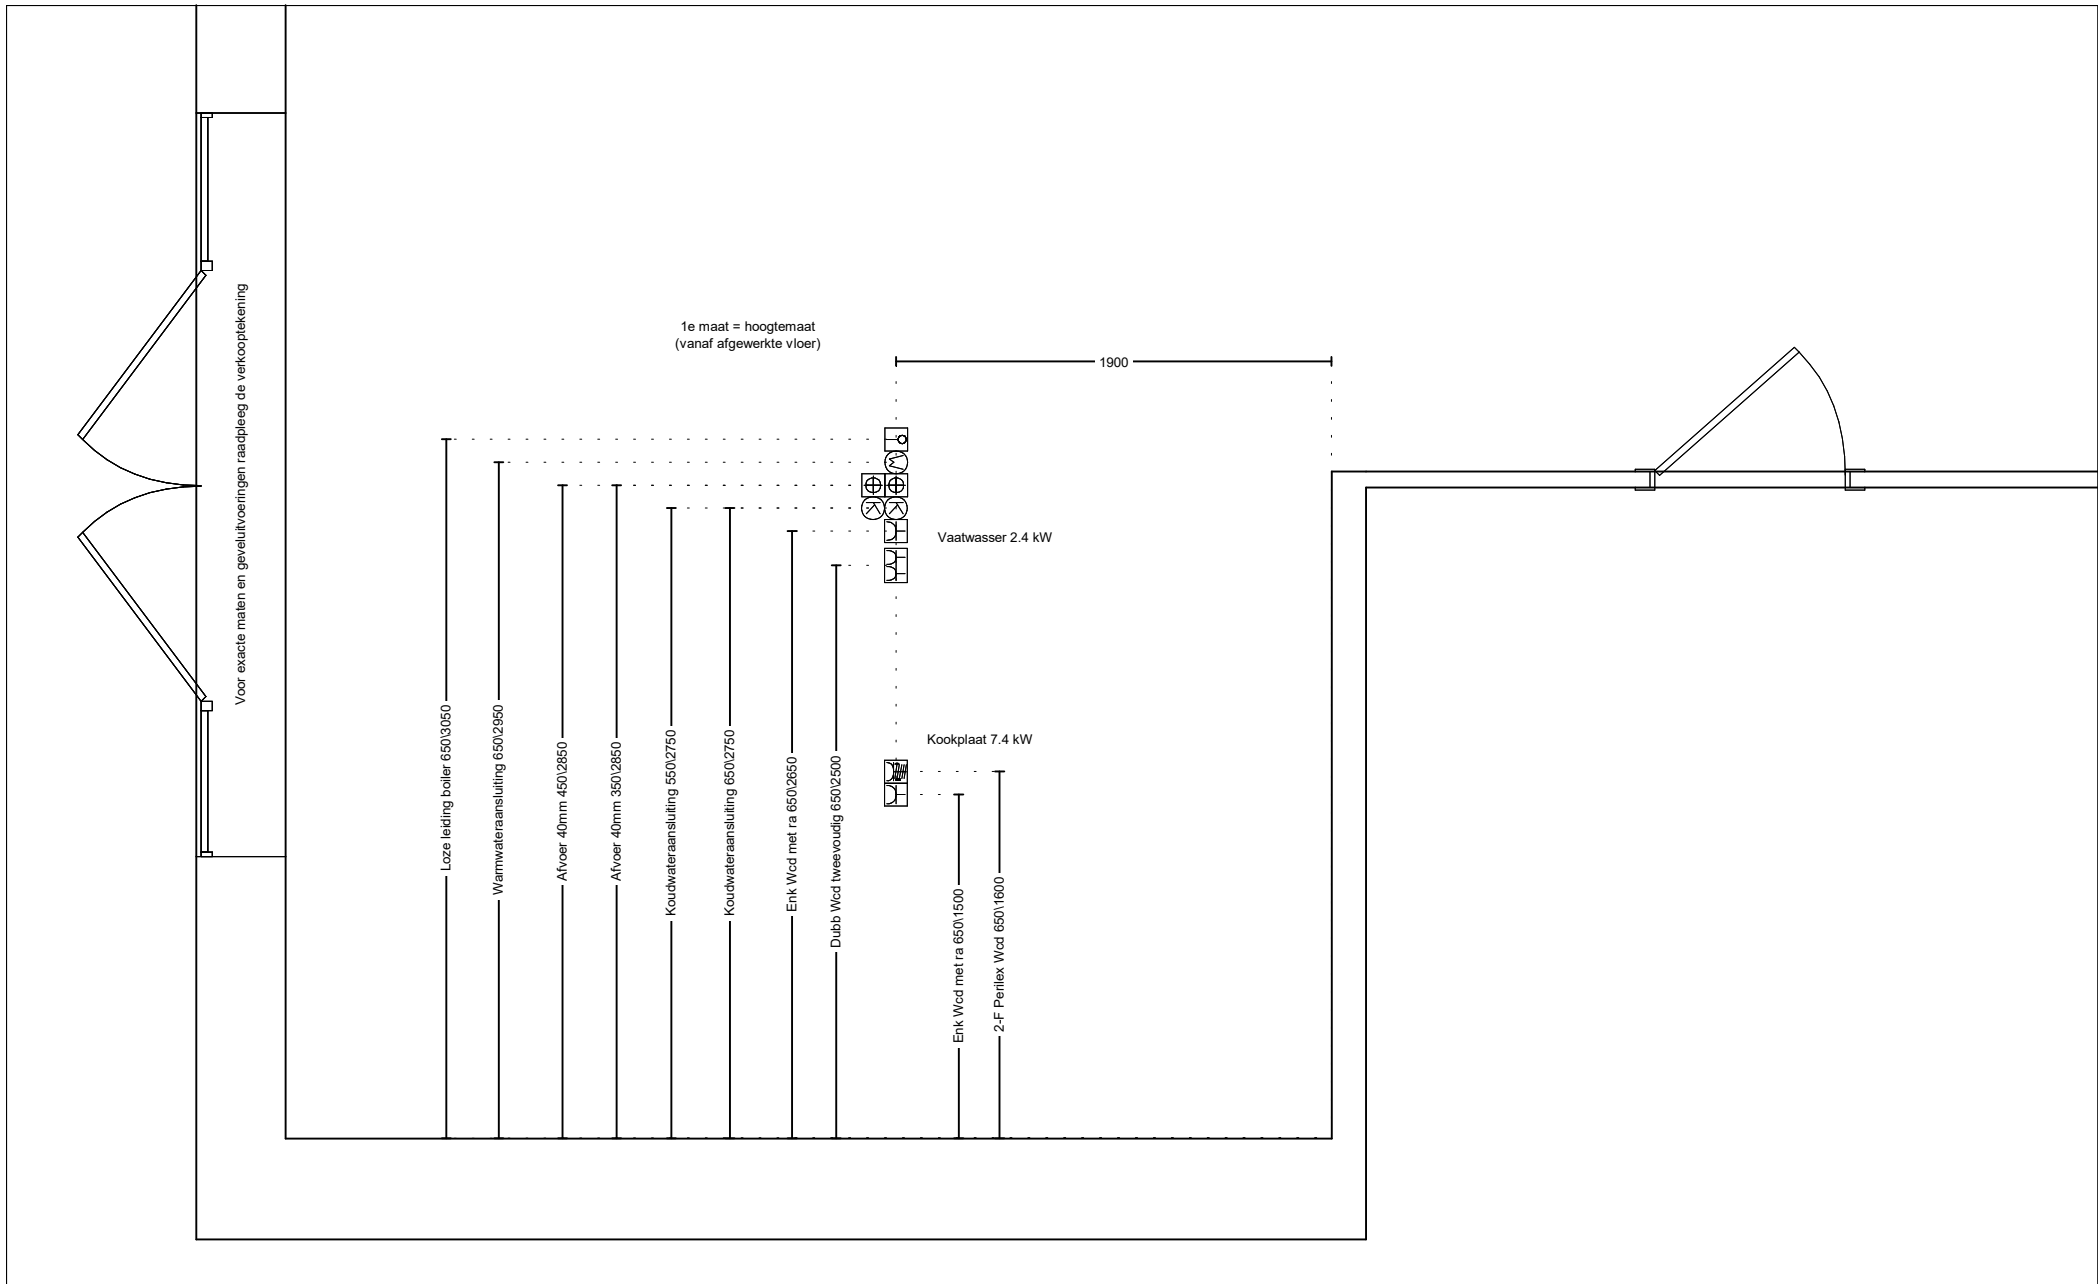 1e maat = hoogtemaat
(vanaf afgewerkte vloer)
1900
Voor exacte maten en geveluitvoeringen raadpleeg de verkooptekening
W
K
K
Vaatwasser 2.4 kW
Kookplaat 7.4 kW
Loze leiding boiler 650\3050
Warmwateraansluiting 650\2950
Afvoer 40mm 450\2850
Afvoer 40mm 350\2850
Koudwateraansluiting 550\2750
Koudwateraansluiting 650\2750
Enk Wcd met ra 650\2650
Dubb Wcd tweevoudig 650\2500
Enk Wcd met ra 650\1500
2-F Perilex Wcd 650\1600